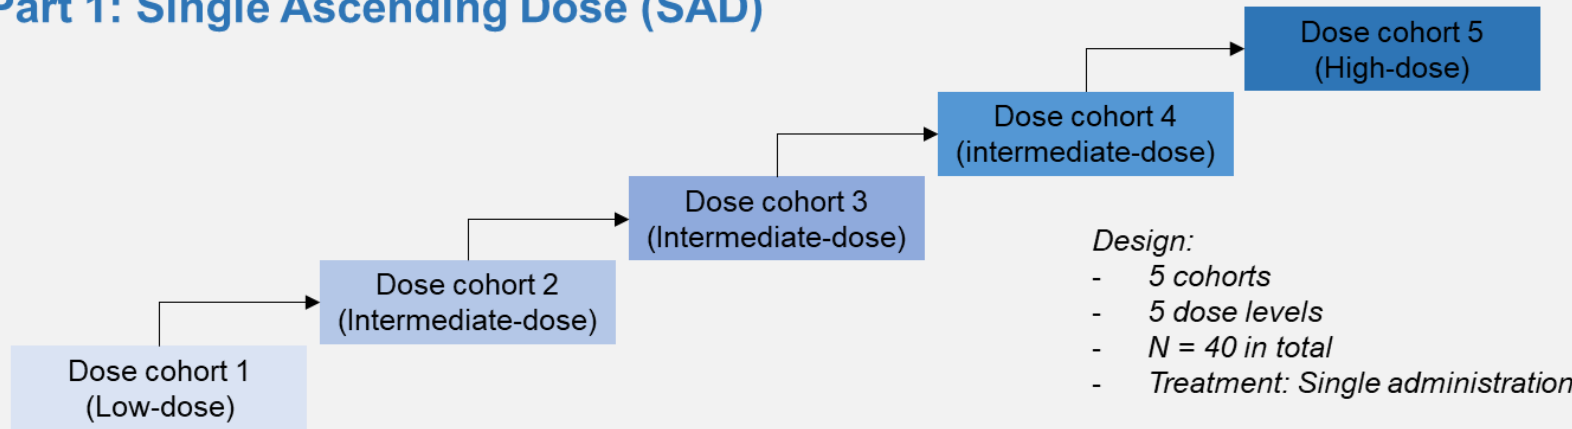 Part 1: Single Ascending Dose (SAD)
Dose cohort 5
(High-dose)
Dose cohort 4
(intermediate-dose)
Dose cohort 3
(Intermediate-dose)
Dose cohort 2
(Intermediate-dose)
Dose cohort 1
(Low-dose)
Design:
- 5 cohorts
- 5 dose levels
- N = 40 in total
- Treatment: Single administration